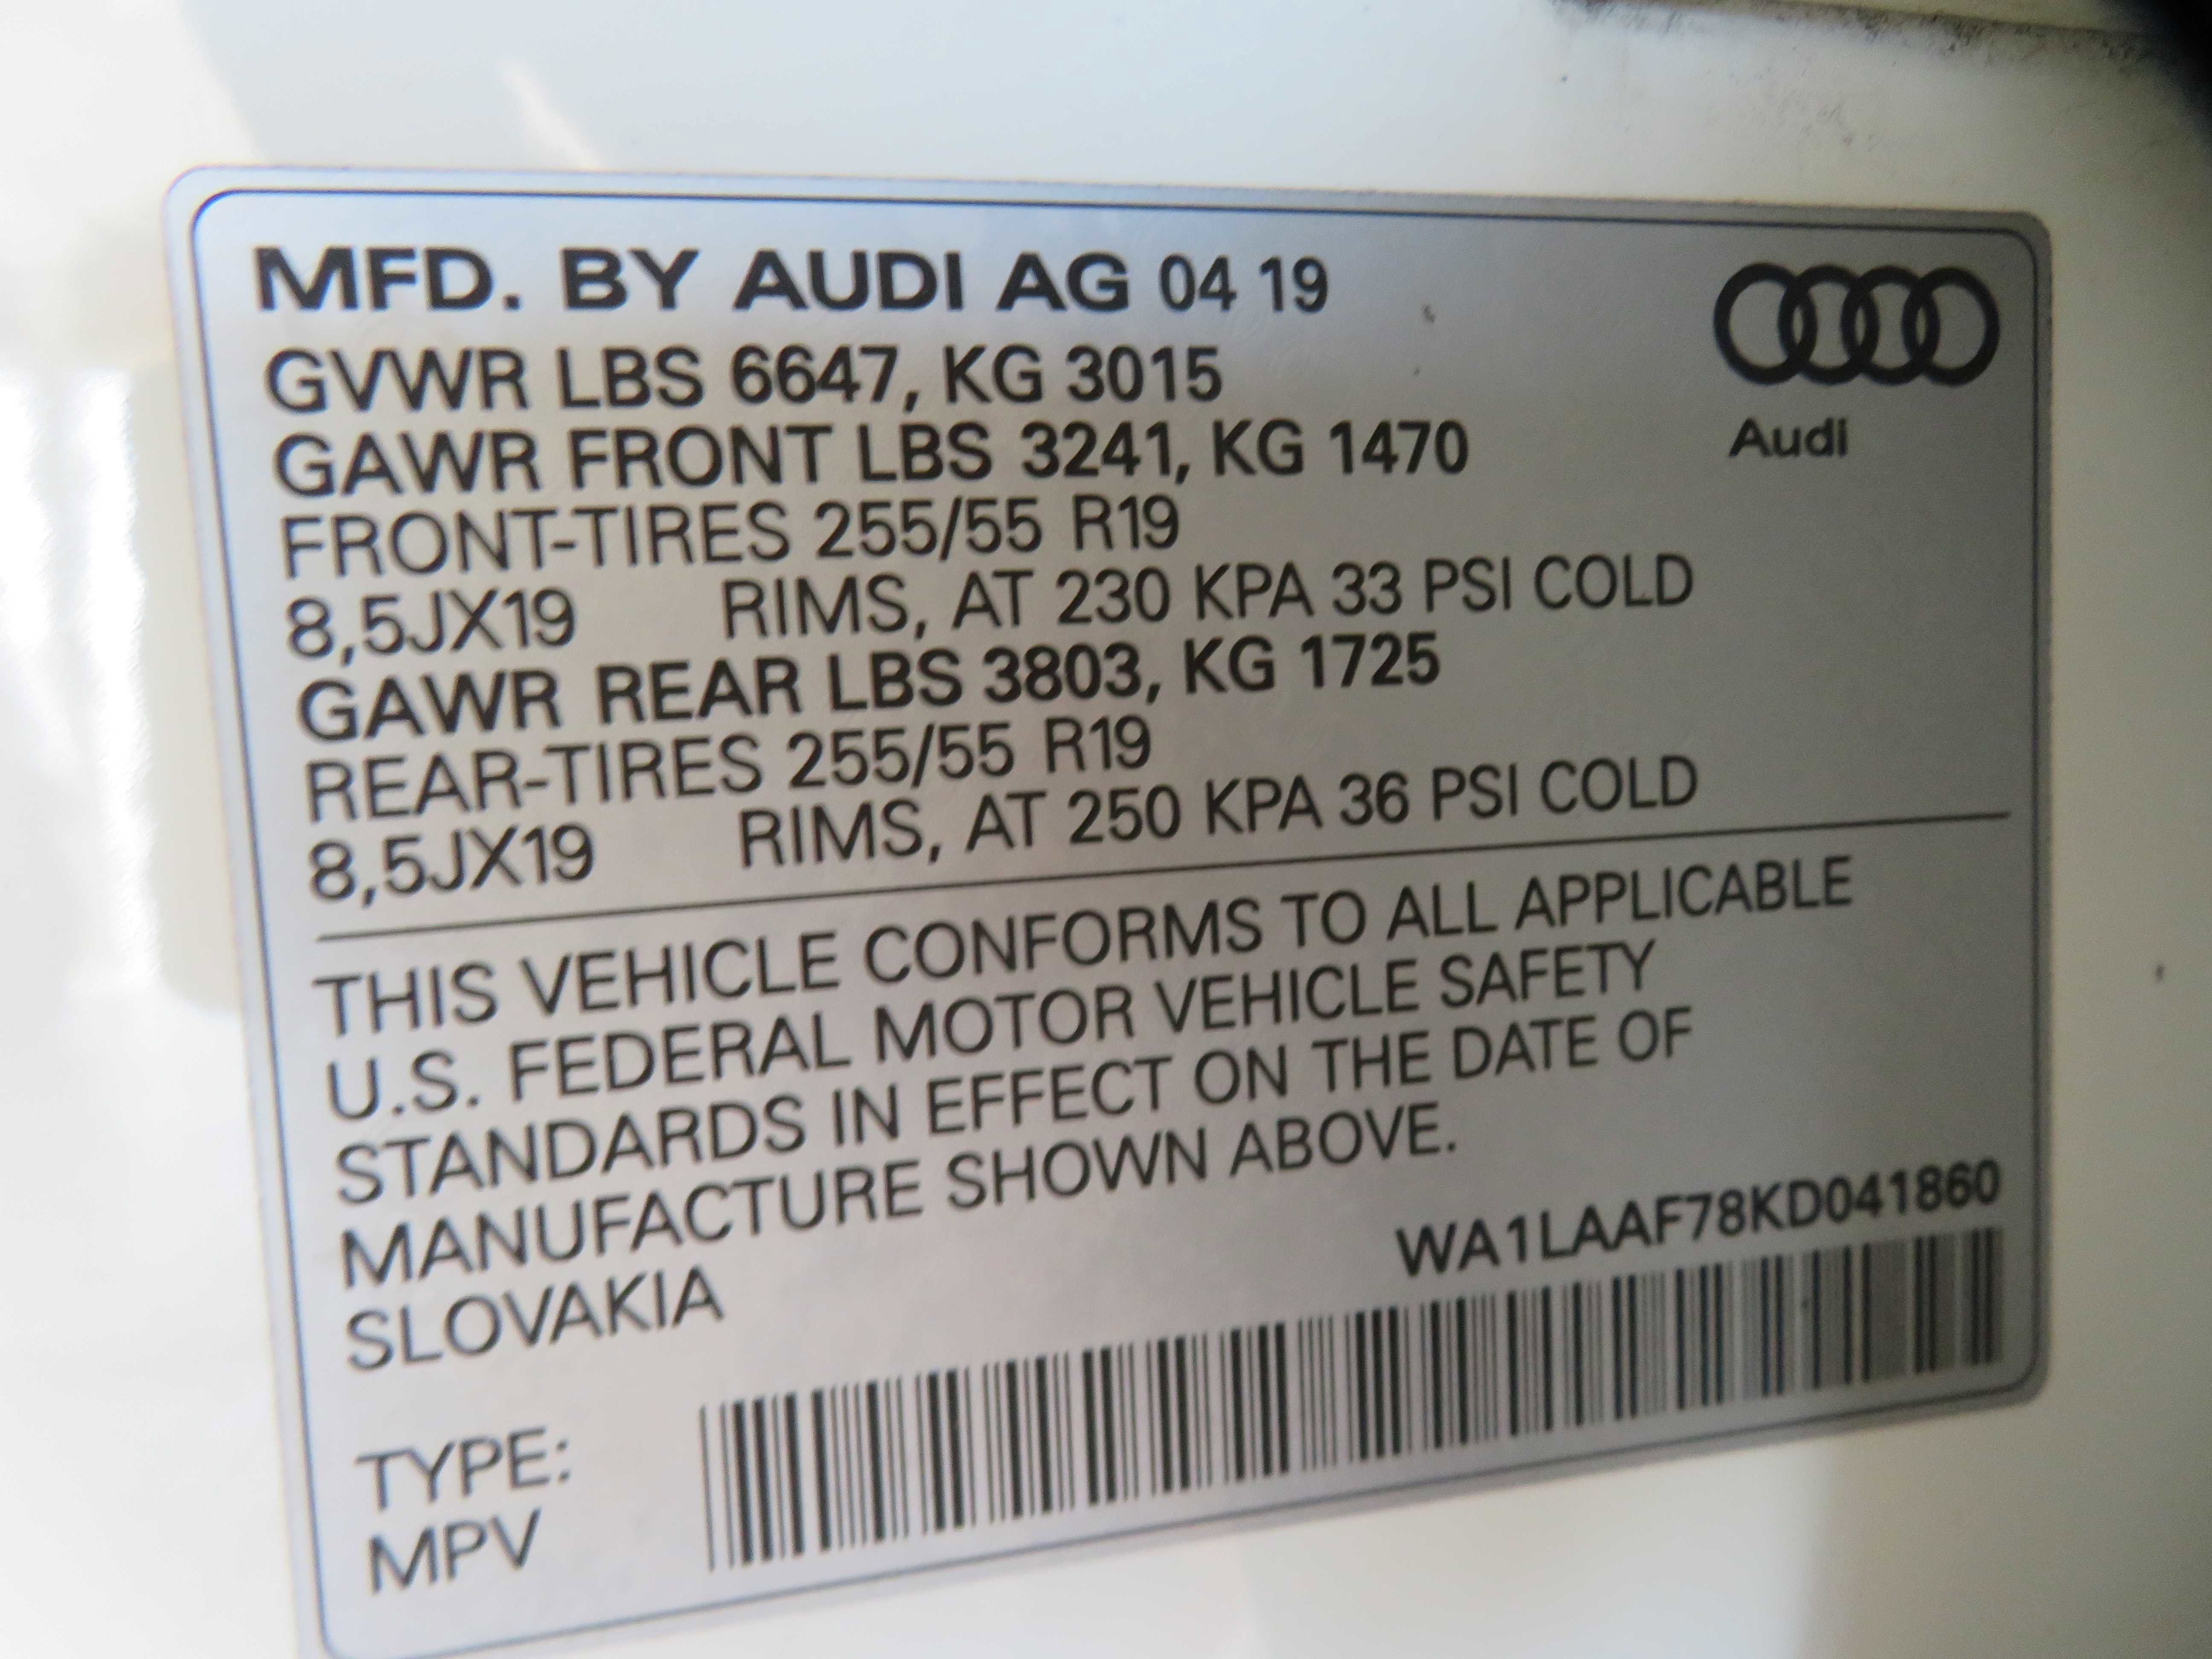 MFD. BY AUDI AG 04 19
GVWR LBS 6647, KG 3015
GAWR FRONT LBS 3241, KG 1470
Audi
FRONT-TIRES 255/55 R19
8,5JX19 RIMS, AT 230 KPA 33 PSI COLD
GAWR REAR LBS 3803, KG 1725
REAR-TIRES 255/55 R19
8,5JX19 RIMS, AT 250 KPA 36 PSI COLD
THIS VEHICLE CONFORMS TO ALL APPLICABLE
U.S. FEDERAL MOTOR VEHICLE SAFETY
STANDARDS IN EFFECT ON THE DATE OF
MANUFACTURE SHOWN ABOVE.
SLOVAKIA
WA1LAAF78KD041860
TYPE:
MPV